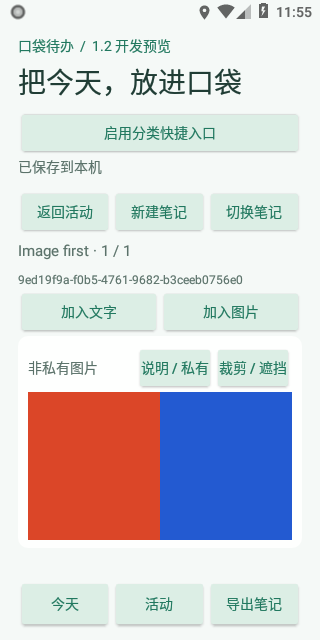 11:55
口袋待办 / 1.2 开发预览
把今天，放进口袋
启用分类快捷入口
已保存到本机
返回活动 新建笔记 切换笔记
Image first · 1 / 1
9ed19f9a-f0b5-4761-9682-b3ceeb0756e0
加入文字 加入图片
非私有图片 说明 / 私有 裁剪 / 遮挡
今天 活动 导出笔记